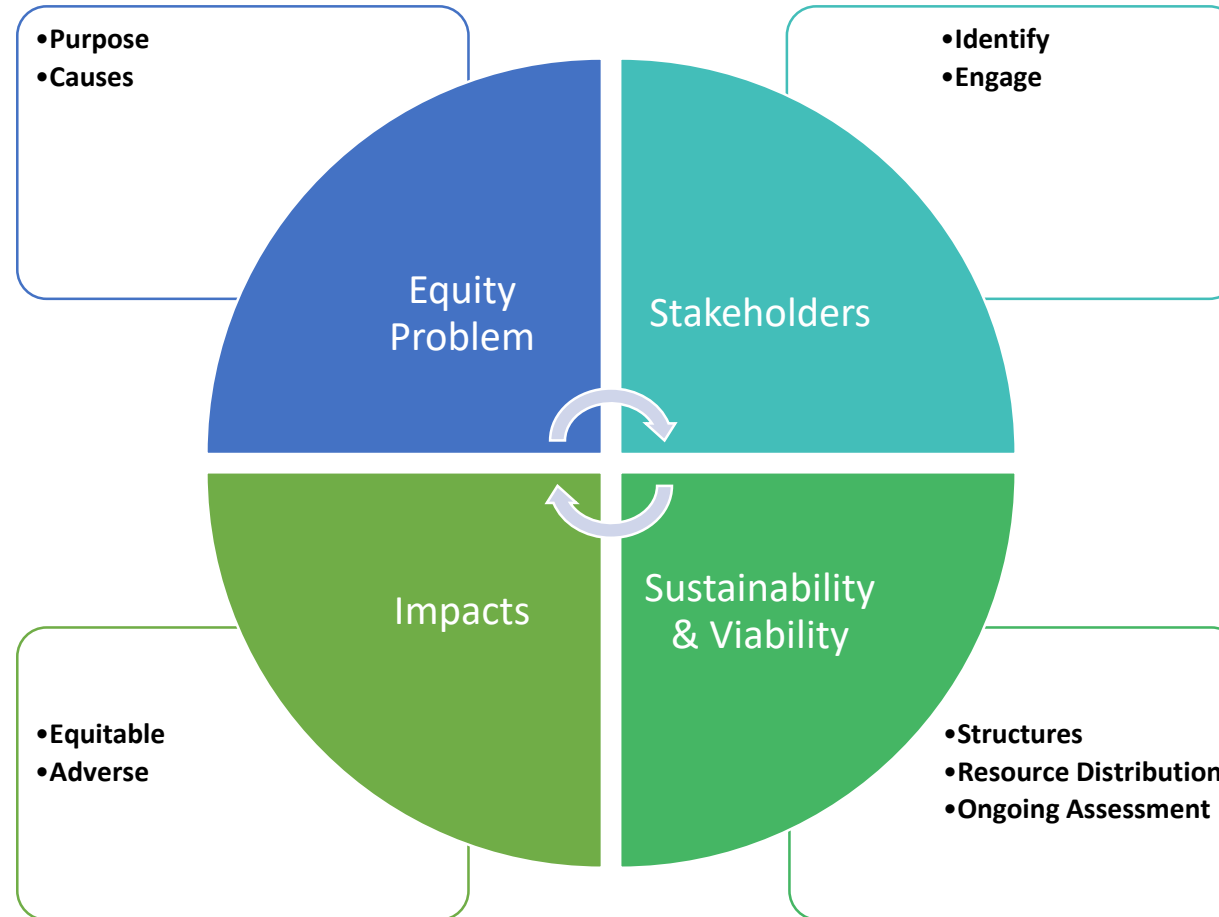 •Purpose
•Causes
•Identify
•Engage
Equity
Problem
Stakeholders
Impacts
Sustainability
& Viability
•Equitable
•Adverse
•Structures
•Resource Distribution
•Ongoing Assessment